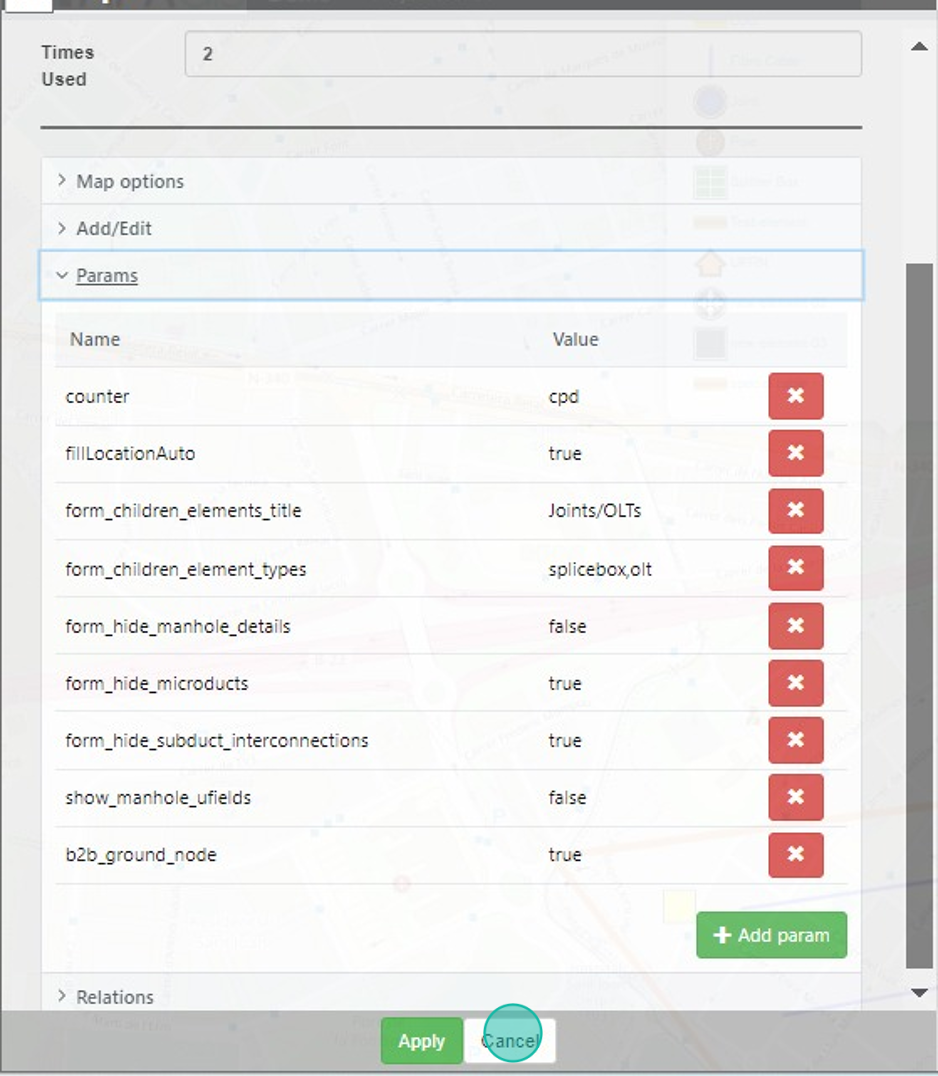 Times
Used
2
Map options
Add/Edit
Params
Name Value
counter cpd
fillLocationAuto true
form_children_elements_title Joints/OLTs
form_children_element_types splicebox,olt
form_hide_manhole_details false
form_hide_microducts true
form_hide_subduct_interconnections true
show_manhole_ufields false
b2b_ground_node true
Add param
Relations
Apply Cancel